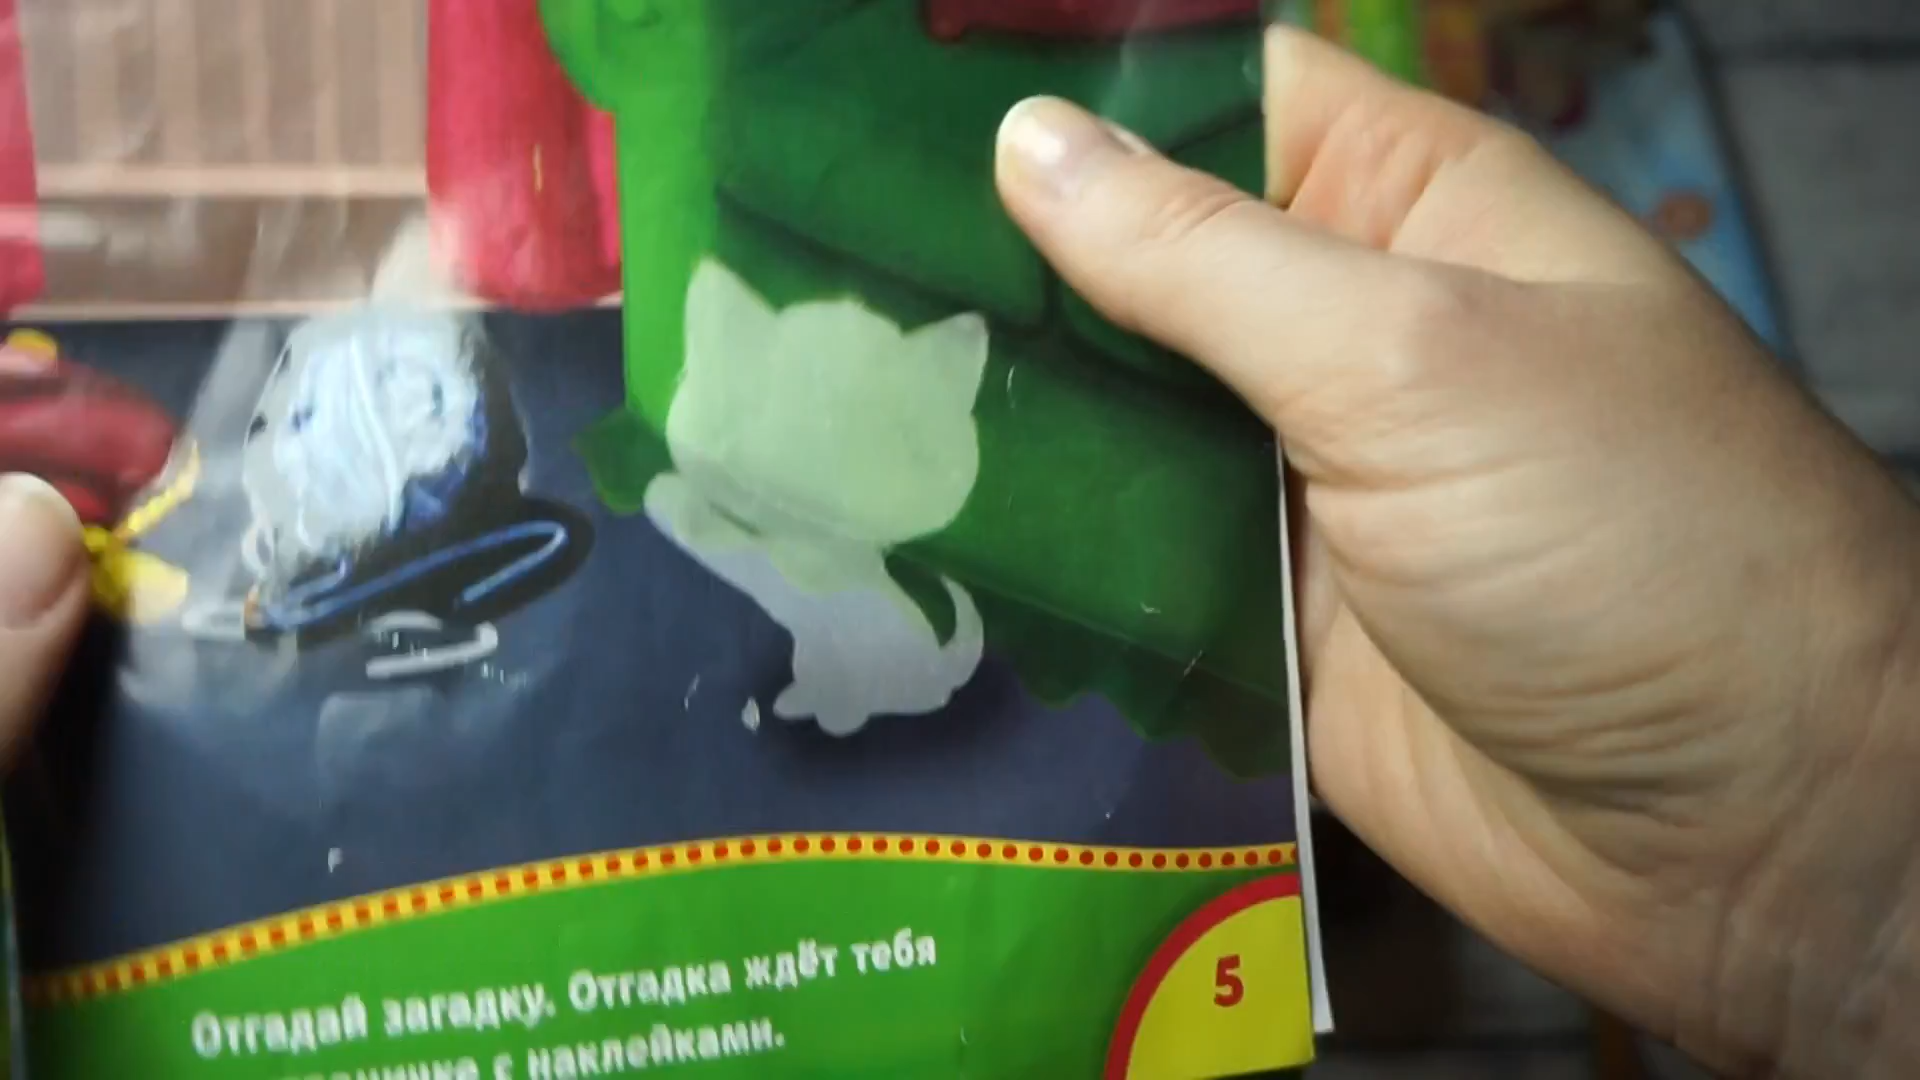 Отгадай загадку. Отгадка ждёт тебя
с наклейками.
5